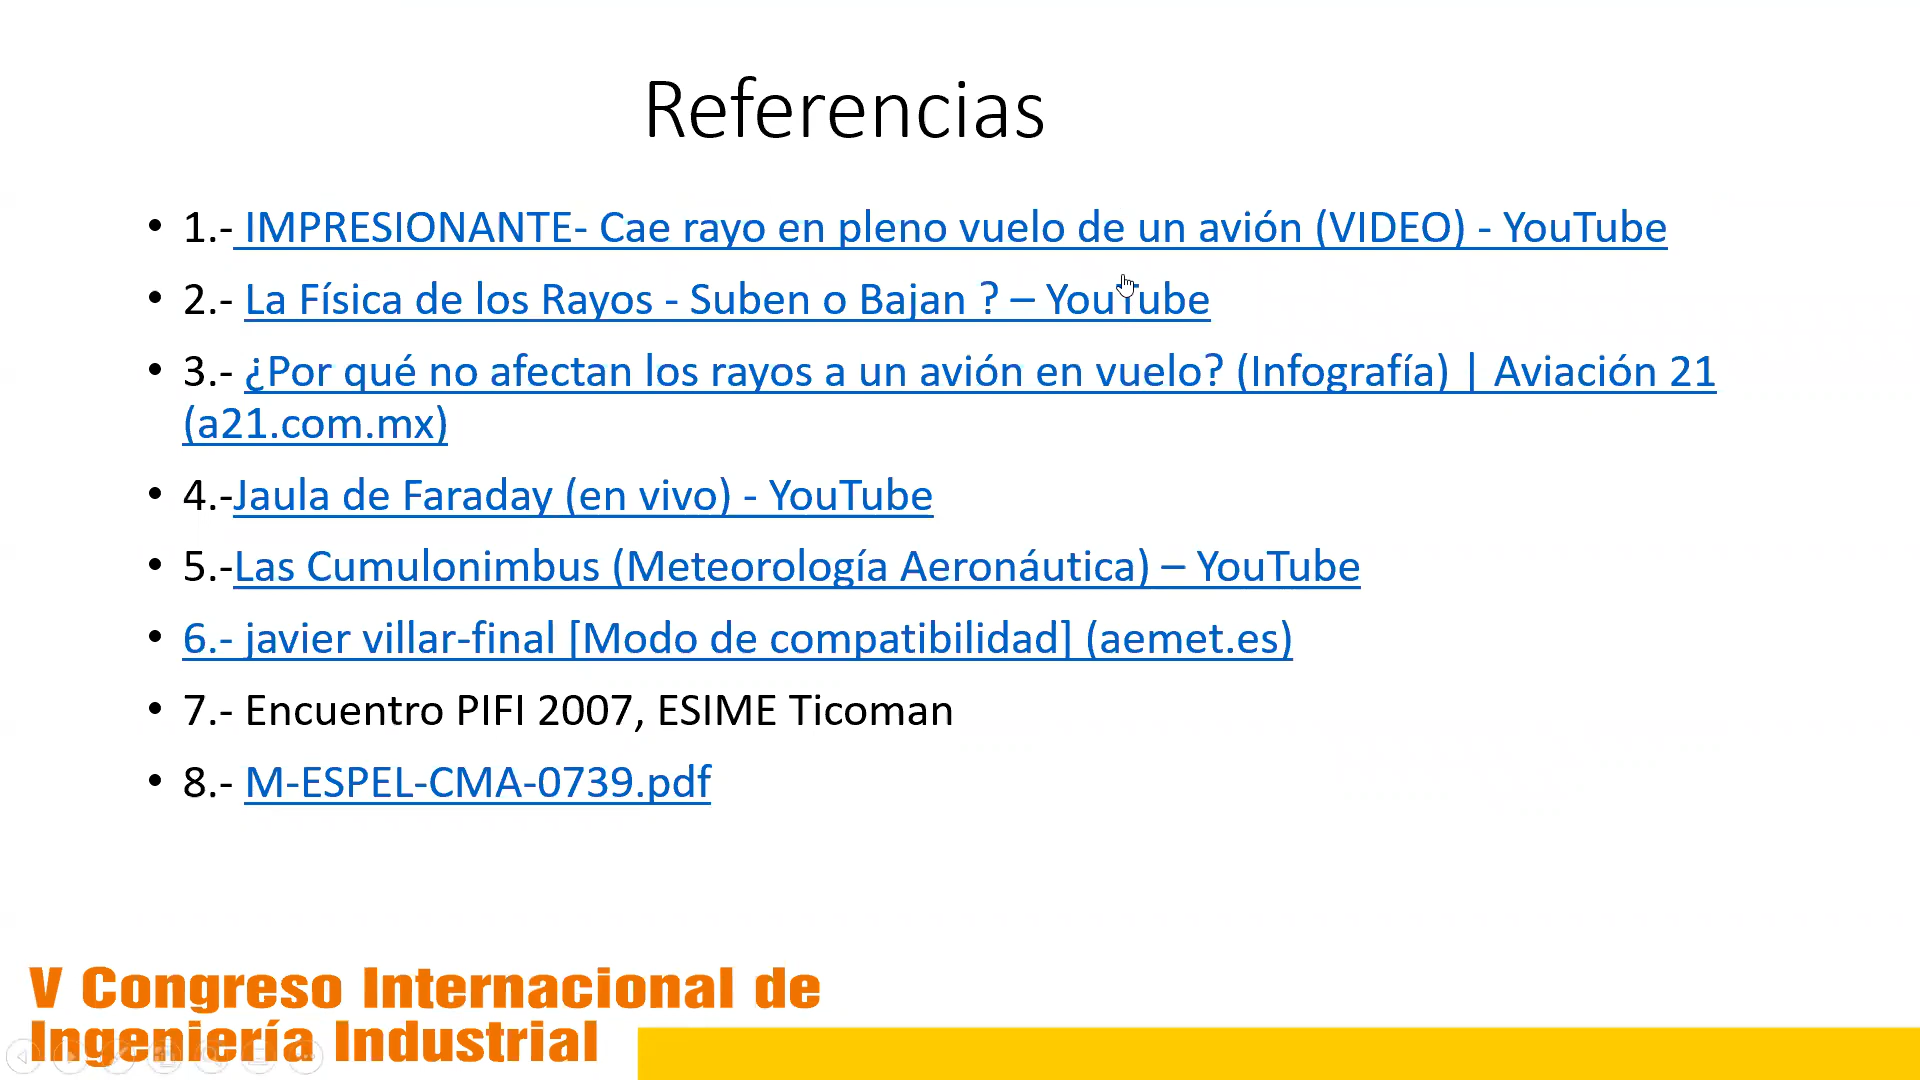 Referencias
• 1.- IMPRESIONANTE- Cae rayo en pleno vuelo de un avión (VIDEO) - YouTube
• 2.- La Física de los Rayos - Suben o Bajan ? – YouTube
• 3.- ¿Por qué no afectan los rayos a un avión en vuelo? (Infografía) | Aviación 21
(a21.com.mx)
• 4.-Jaula de Faraday (en vivo) - YouTube
• 5.-Las Cumulonimbus (Meteorología Aeronáutica) – YouTube
• 6.- javier villar-final [Modo de compatibilidad] (aemet.es)
• 7.- Encuentro PIFI 2007, ESIME Ticoman
• 8.- M-ESPEL-CMA-0739.pdf
V Congreso Internacional de
Ingeniería Industrial